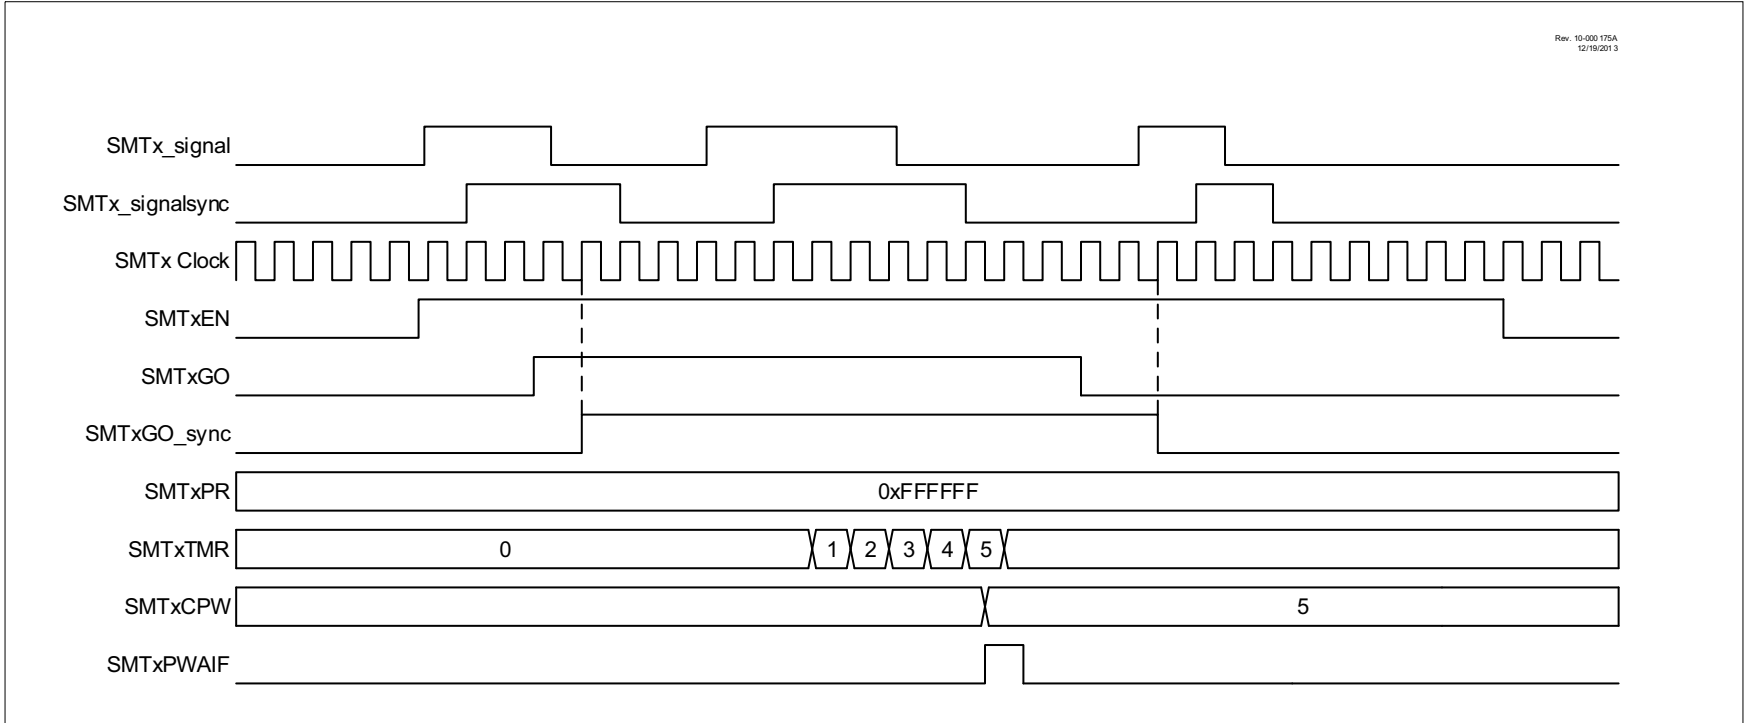 Rev. 10-000 175A
12/19/201 3
SMTx_signal
SMTx_signalsync
SMTx Clock
SMTxEN
SMTxGO
SMTxGO_sync
SMTxPR 0xFFFFFF
SMTxTMR 0 1 2 3 4 5
SMTxCPW 5
SMTxPWAIF